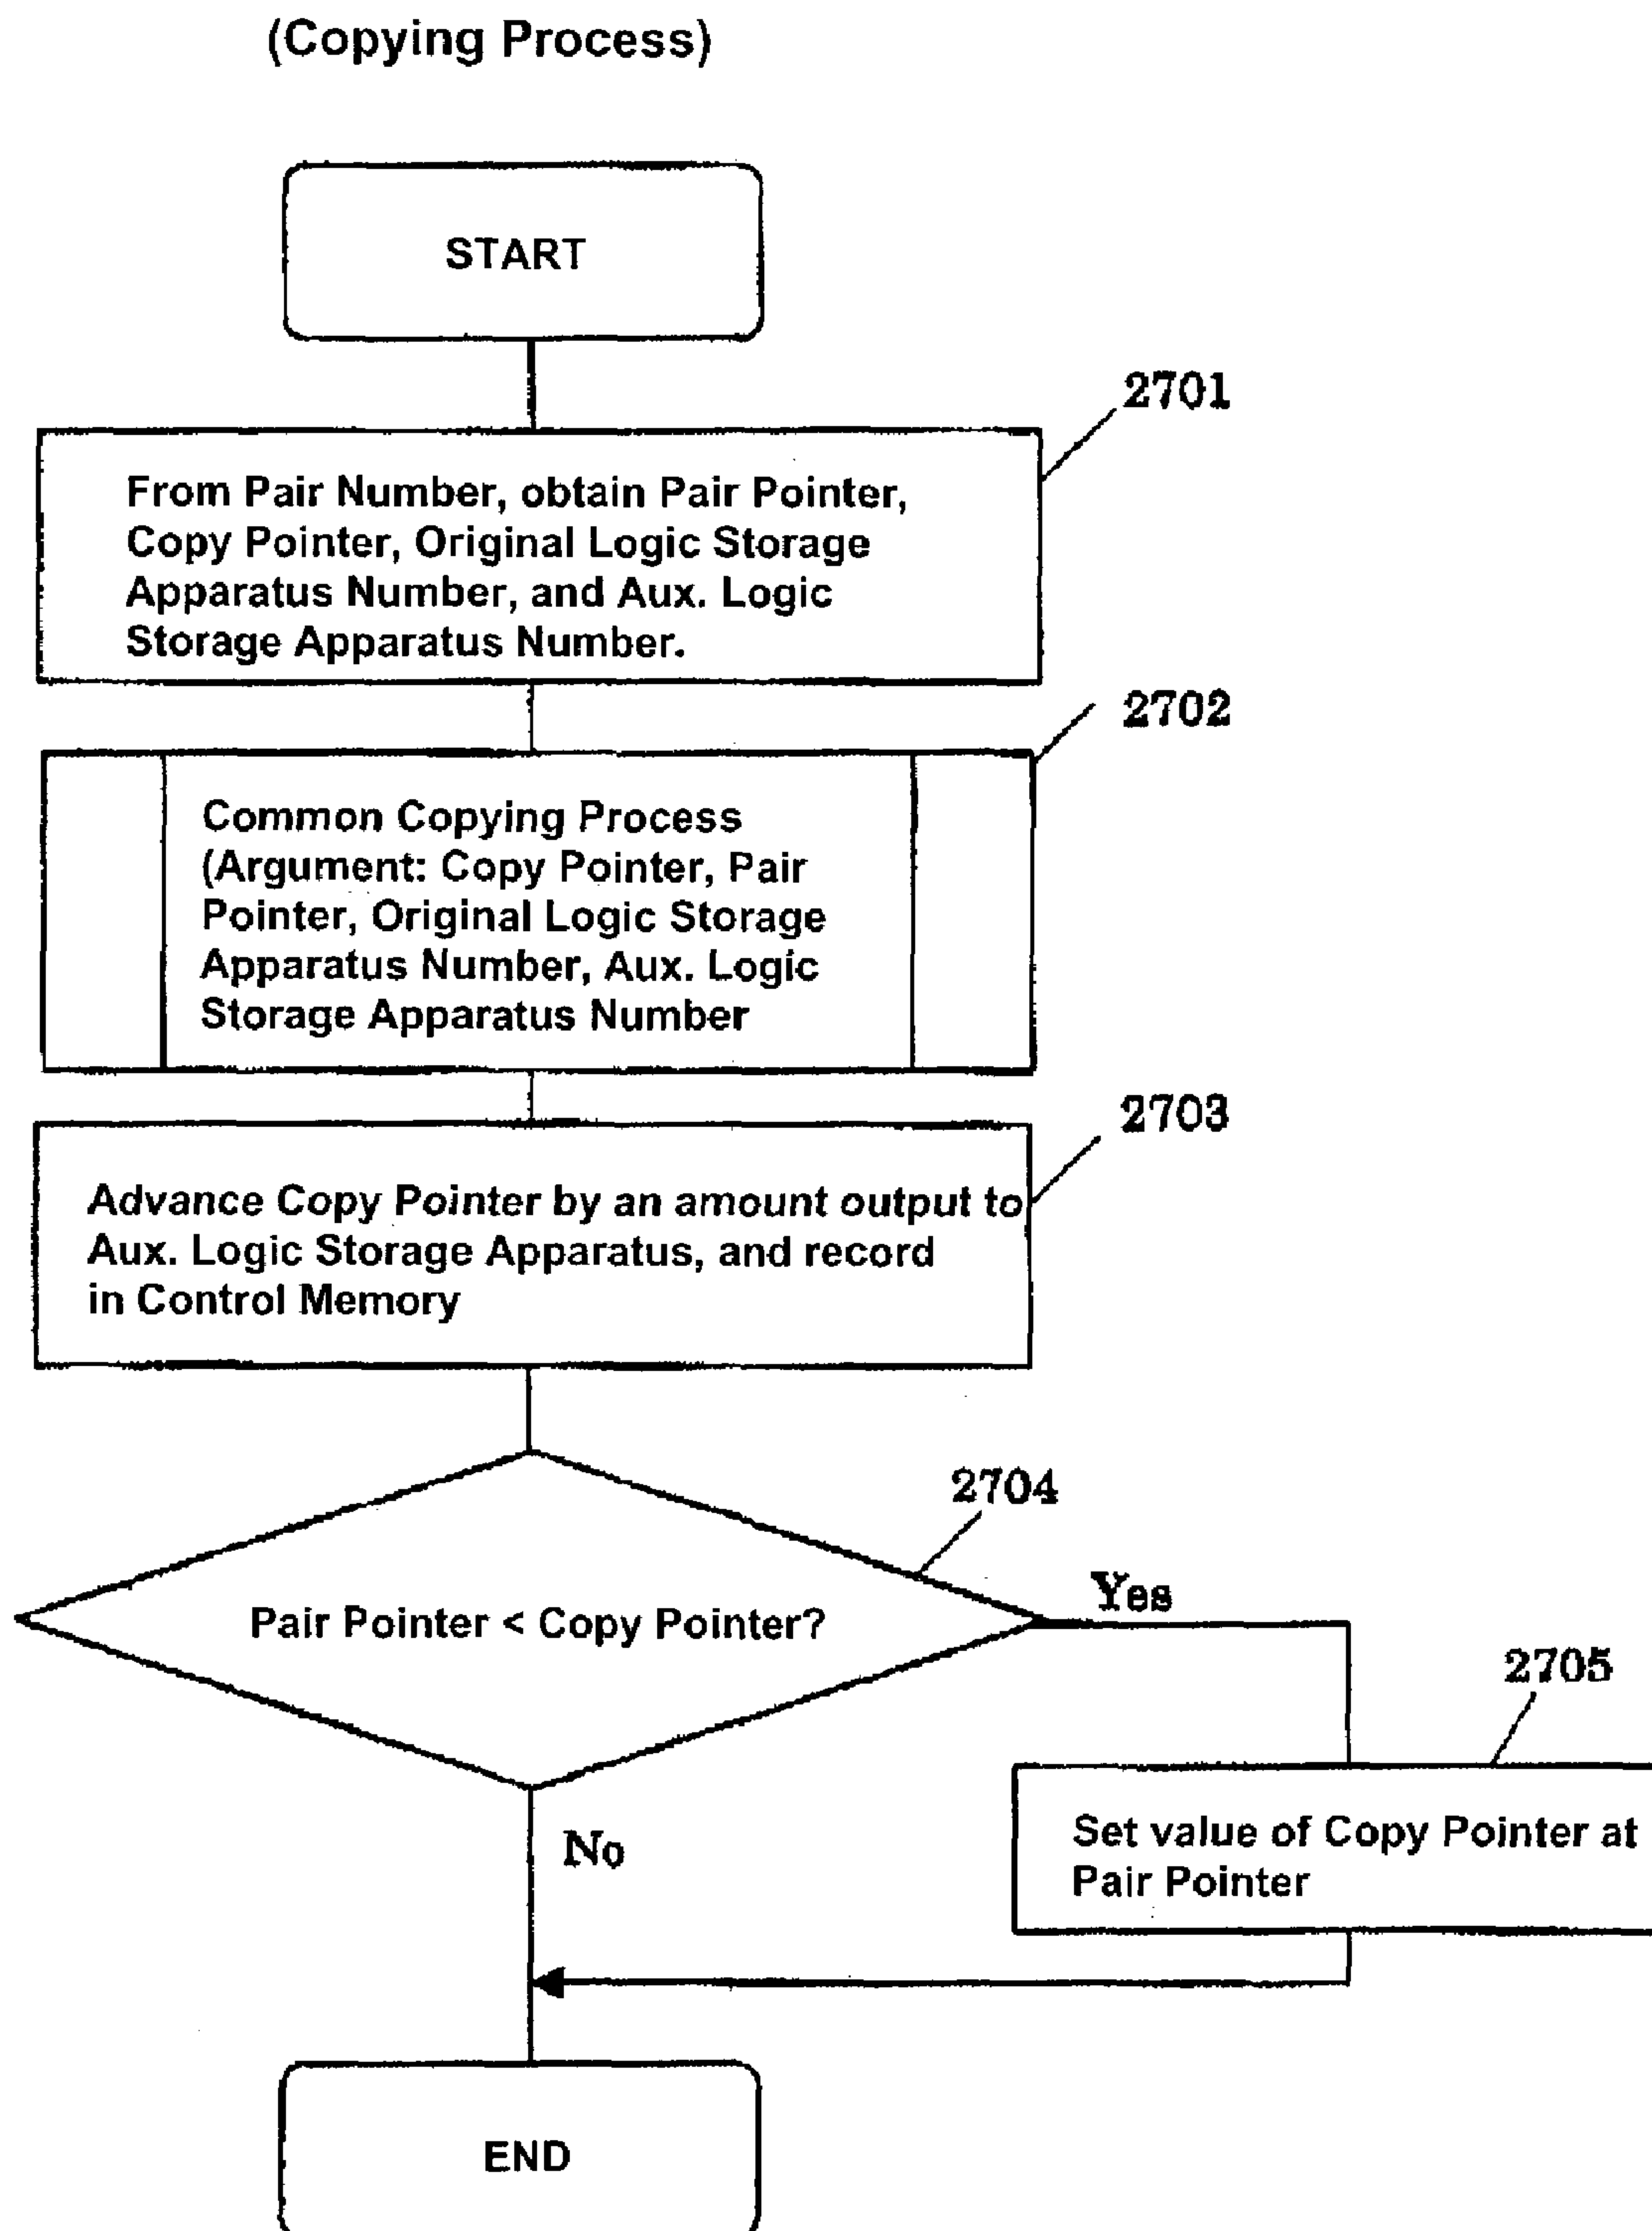 (Copying Process)
START
2701
From Pair Number, obtain Pair Pointer,
Copy Pointer, Original Logic Storage
Apparatus Number, and Aux. Logic
Storage Apparatus Number.
2702
Common Copying Process
(Argument: Copy Pointer, Pair
Pointer, Original Logic Storage
Apparatus Number, Aux. Logic
Storage Apparatus Number
2703
Advance Copy Pointer by an amount output to
Aux. Logic Storage Apparatus, and record
in Control Memory
2704
Pair Pointer < Copy Pointer?
Yes
2705
Set value of Copy Pointer at
Pair Pointer
No
END